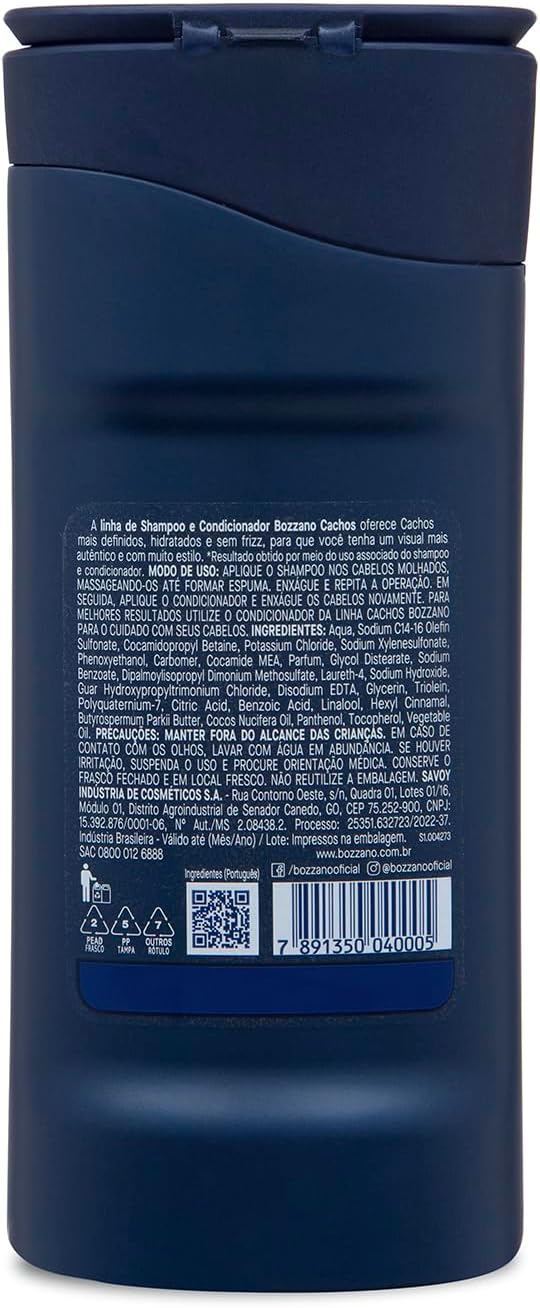 A linha de Shampoo e Condicionador Bozzano Cachos oferece Cachos
mais definidos, hidratados e sem frizz, para que você tenha um visual mais
autêntico e com muito estilo. *Resultado obtido por meio do uso associado do shampoo
e condicionador. MODO DE USO: APLIQUE O SHAMPOO NOS CABELOS MOLHADOS,
MASSAGEANDO-OS ATÉ FORMAR ESPUMA. ENXÁGUE E REPITA A OPERAÇÃO. EM
SEGUIDA, APLIQUE O CONDICIONADOR E ENXÁGUE OS CABELOS NOVAMENTE. PARA
MELHORES RESULTADOS UTILIZE O CONDICIONADOR DA LINHA CACHOS BOZZANO
PARA O CUIDADO COM SEUS CABELOS. INGREDIENTES: Aqua, Sodium C14-16 Olefin
Sulfonate, Cocamidopropyl Betaine, Potassium Chloride, Sodium Xylenesulfonate,
Phenoxyethanol, Carbomer, Cocamide MEA, Parfum, Glycol Distearate, Sodium
Benzoate, Dipalmoylisopropyl Dimonium Methosulfate, Laureth-4, Sodium Hydroxide,
Guar Hydroxypropyltrimonium Chloride, Disodium EDTA, Glycerin, Triolein,
Polyquaternium-7, Citric Acid, Benzoic Acid, Linalool, Hexyl Cinnamal,
Butyrospermum Parkii Butter, Cocos Nucifera Oil, Panthenol, Tocopherol, Vegetable
Oil. PRECAUÇÕES: MANTER FORA DO ALCANCE DAS CRIANÇAS. EM CASO DE
CONTATO COM OS OLHOS, LAVAR COM ÁGUA EM ABUNDÂNCIA. SE HOUVER
IRRITAÇÃO, SUSPENDA O USO E PROCURE ORIENTAÇÃO MÉDICA. CONSERVE O
FRASCO FECHADO E EM LOCAL FRESCO. NÃO REUTILIZE A EMBALAGEM. SAVOY
INDÚSTRIA DE COSMÉTICOS S.A. - Rua Contorno Oeste, s/n, Quadra 01, Lotes 01/16,
Módulo 01, Distrito Agroindustrial de Senador Canedo, GO, CEP 75.252-900, CNPJ:
15.392.876/0001-06, N° Aut./MS 2.08438.2. Processo: 25351.632723/2022-37.
Indústria Brasileira - Válido até (Mês/Ano) / Lote: Impressos na embalagem. S1.004273
SAC 0800 012 6888 www.bozzano.com.br
Ingredientes (Português) /bozzanooficial @bozzanooficial
2 5 7
PEAD PP OUTROS
FRASCO TAMPA RÓTULO
7 891350 040005